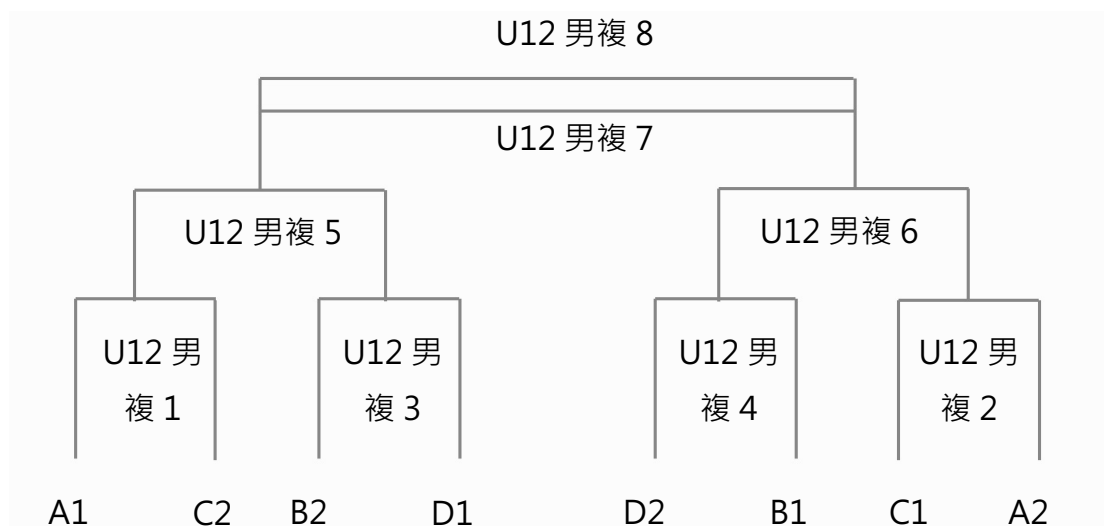 U12 男複 8
U12 男複 7
U12 男複 5
U12 男複 6
U12 男
複 1
U12 男
複 3
U12 男
複 4
U12 男
複 2
A1
C2
B2
D1
D2
B1
C1
A2